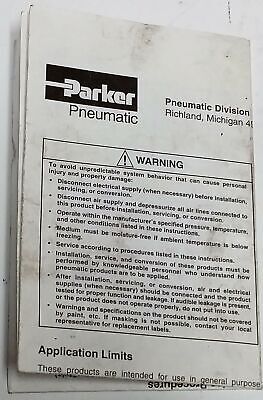 Parker
Pneumatic
Pneumatic Division
Richland, Michigan 4
WARNING
To avoid unpredictable system behavior that can cause personal
injury and property damage:
• Disconnect electrical supply (when necessary) before installation,
servicing, or conversion.
• Disconnect air supply and depressurize all air lines connected to
this product before installation, servicing, or conversion.
• Operate within the manufacturer's specified pressure, temperature,
and other conditions listed in these instructions.
• Medium must be moisture-free if ambient temperature is below
freezing.
• Service according to procedures listed in these instructions.
• Installation, service, and conversion of these products must be
performed by knowledgeable personnel who understand how
pneumatic products are to be applied.
• After installation, servicing, or conversion, air and electrical
supplies (when necessary) should be connected and the product
tested for proper function and leakage. If audible leakage is present,
or the product does not operate properly, do not put into use.
• Warnings and specifications on the product should not be covered
by paint, etc. If masking is not possible, contact your local
representative for replacement labels.
Application Limits
These products are intended for use in general purpose